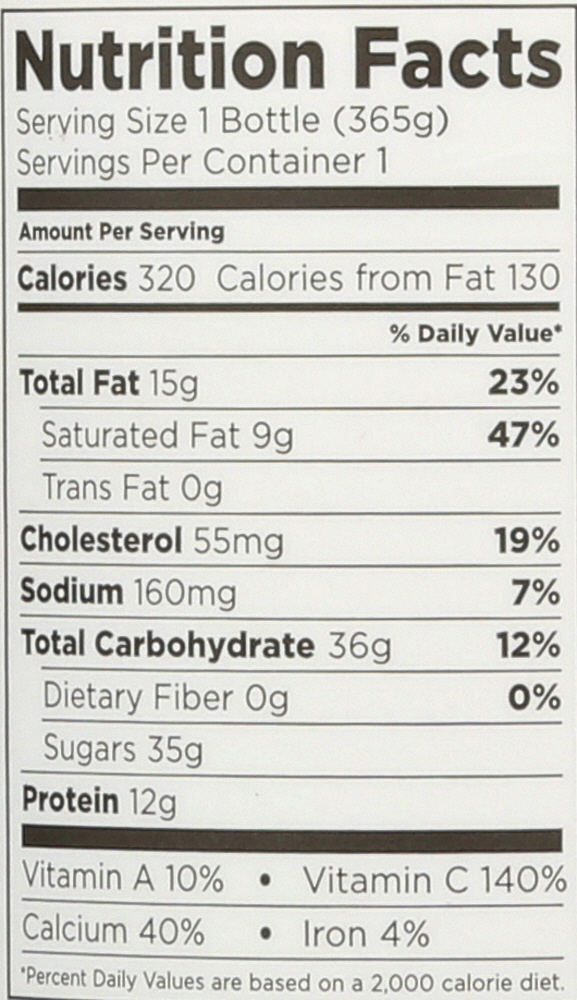 Nutrition Facts
Serving Size 1 Bottle (365g)
Servings Per Container 1
Amount Per Serving
Calories 320 Calories from Fat 130
% Daily Value*
Total Fat 15g 23%
Saturated Fat 9g 47%
Trans Fat 0g
Cholesterol 55mg 19%
Sodium 160mg 7%
Total Carbohydrate 36g 12%
Dietary Fiber 0g 0%
Sugars 35g
Protein 12g
Vitamin A 10% • Vitamin C 140%
Calcium 40% • Iron 4%
*Percent Daily Values are based on a 2,000 calorie diet.